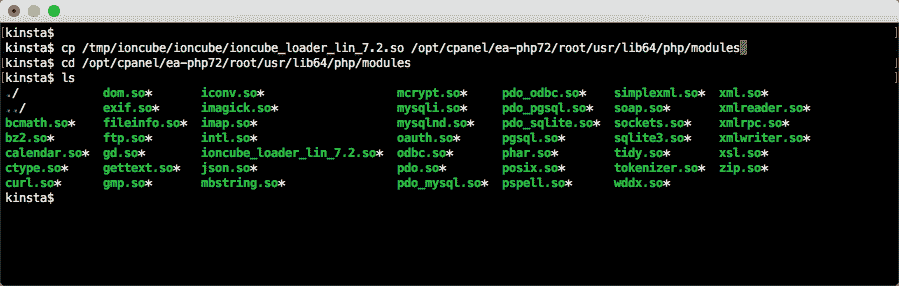 [kinsta$ ]
kinsta$ cp /tmp/ioncube/ioncube/ioncube_loader_lin_7.2.so /opt/cpanel/ea-php72/root/usr/lib64/php/modules
[kinsta$ cd /opt/cpanel/ea-php72/root/usr/lib64/php/modules ]
[kinsta$ ls ]
./ dom.so* iconv.so* mcrypt.so* pdo_odbc.so* simplexml.so* xml.so*
../ exif.so* imagick.so* mysqli.so* pdo_pgsql.so* soap.so* xmlreader.so*
bcmath.so* fileinfo.so* imap.so* mysqlnd.so* pdo_sqlite.so* sockets.so* xmlrpc.so*
bz2.so* ftp.so* intl.so* oauth.so* pgsql.so* sqlite3.so* xmlwriter.so*
calendar.so* gd.so* ioncube_loader_lin_7.2.so* odbc.so* phar.so* tidy.so* xsl.so*
ctype.so* gettext.so* json.so* pdo.so* posix.so* tokenizer.so* zip.so*
curl.so* gmp.so* mbstring.so* pdo_mysql.so* pspell.so* wddx.so*
kinsta$